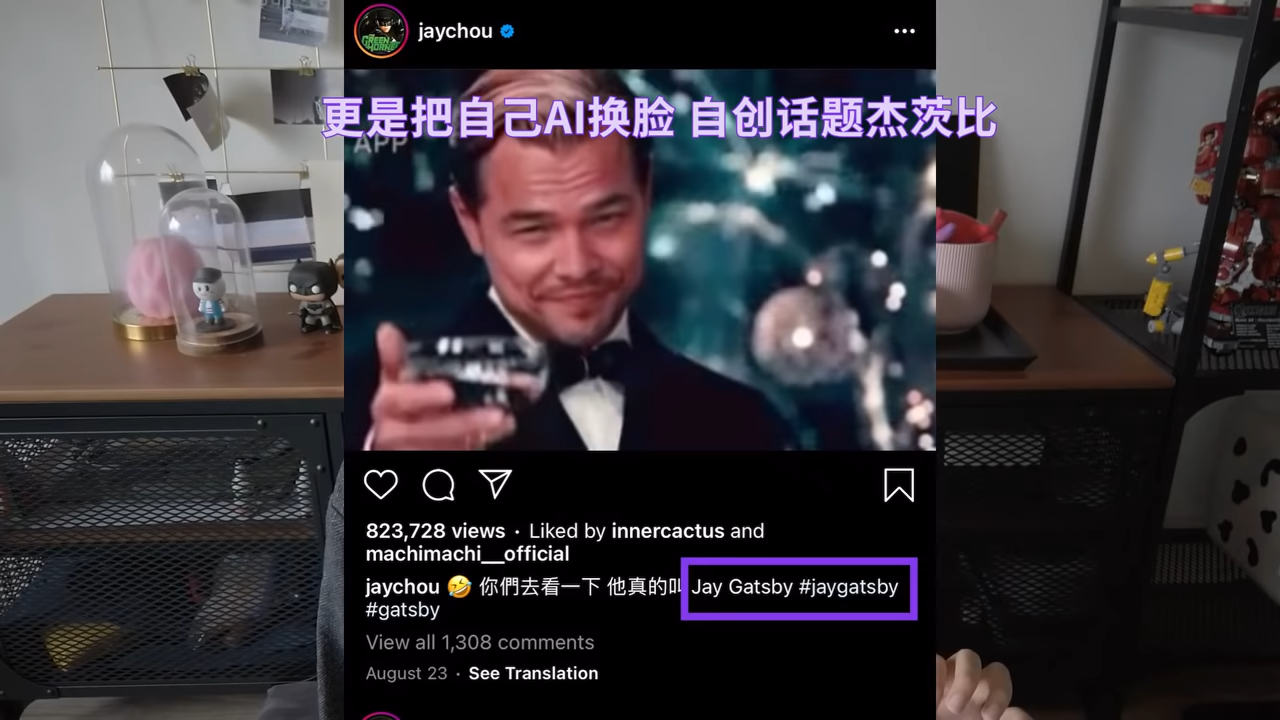 jaychou
更是把自己AI换脸 自创话题杰茨比
APP
823,728 views · Liked by innercactus and
machimachi__official
jaychou 🤣 你們去看一下 他真的叫 Jay Gatsby #jaygatsby
#gatsby
View all 1,308 comments
August 23 · See Translation